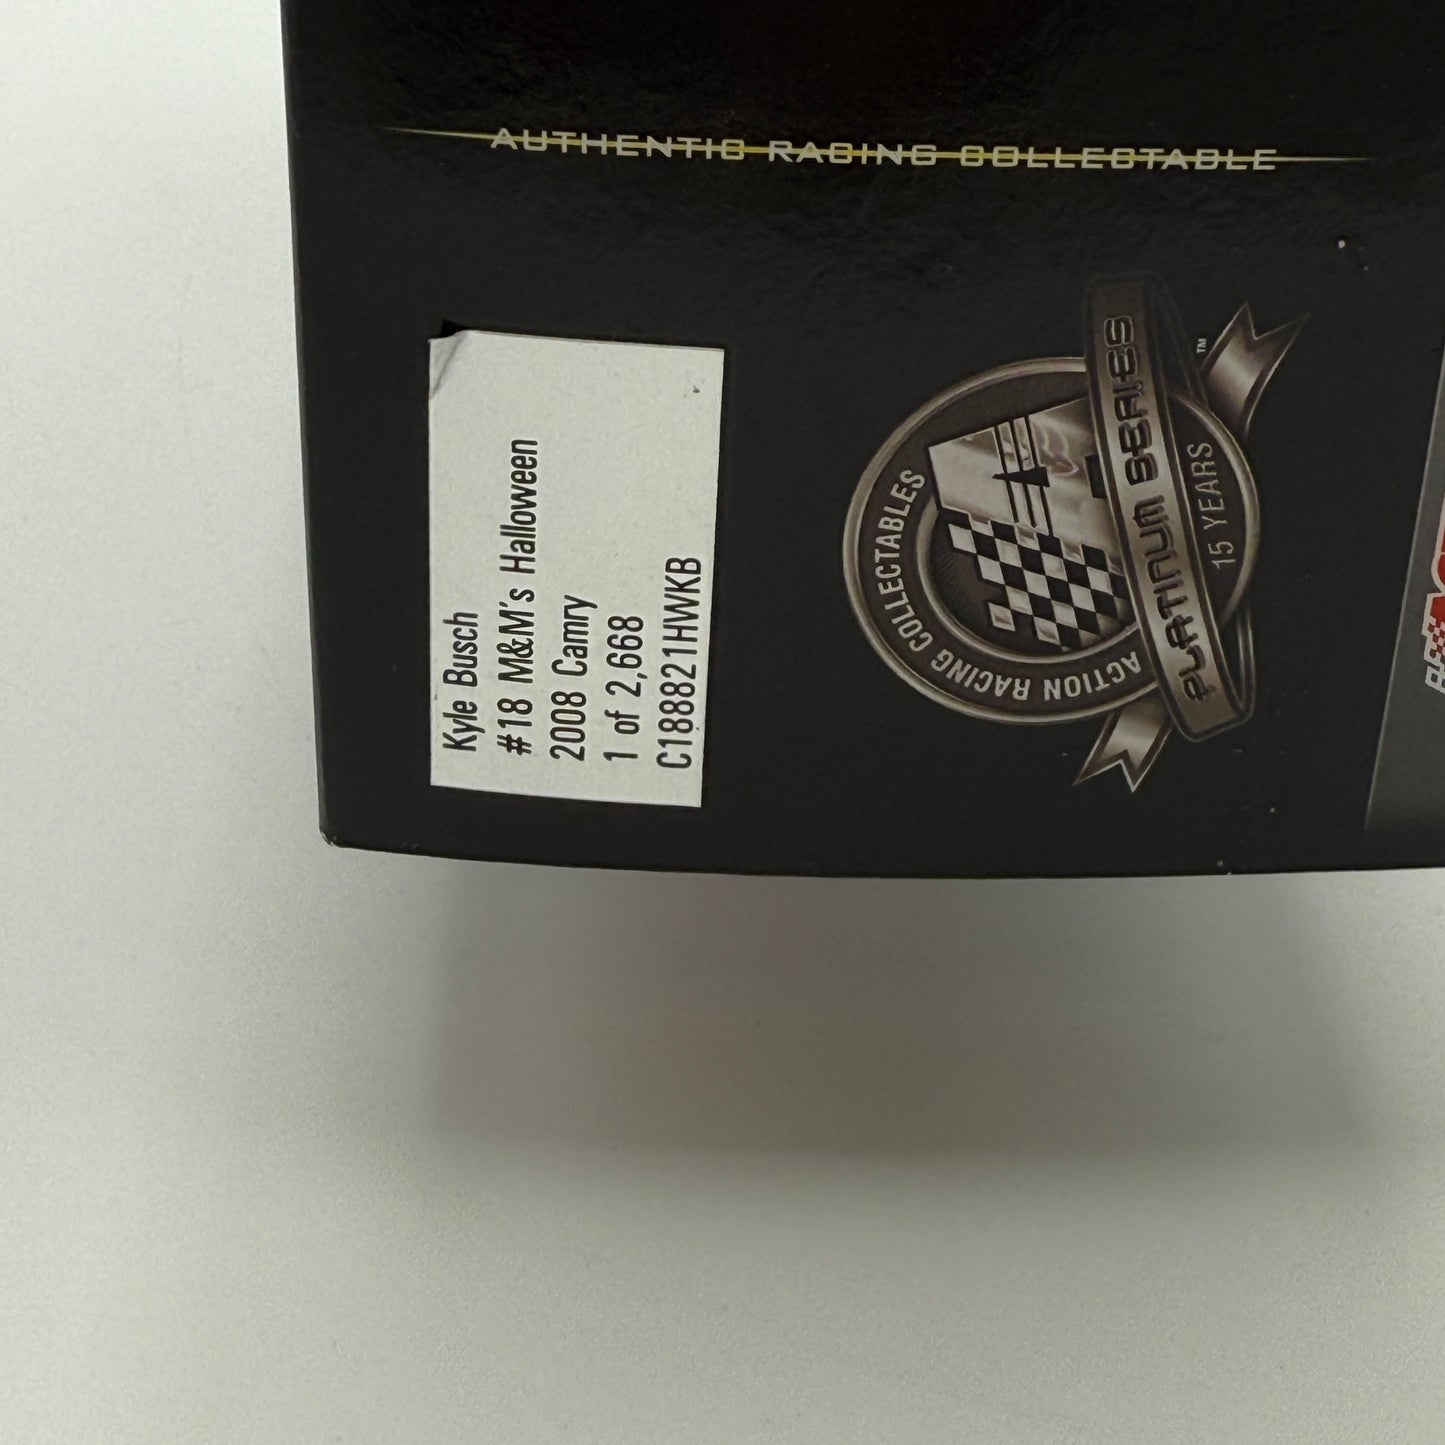 AUTHENTIC RACING COLLECTABLE
Kyle Busch
#18 M&M's Halloween
2008 Camry
1 of 2,668
C188821HWKB
ACTION RACING COLLECTABLES
PLATINUM SERIES
15 YEARS
TM